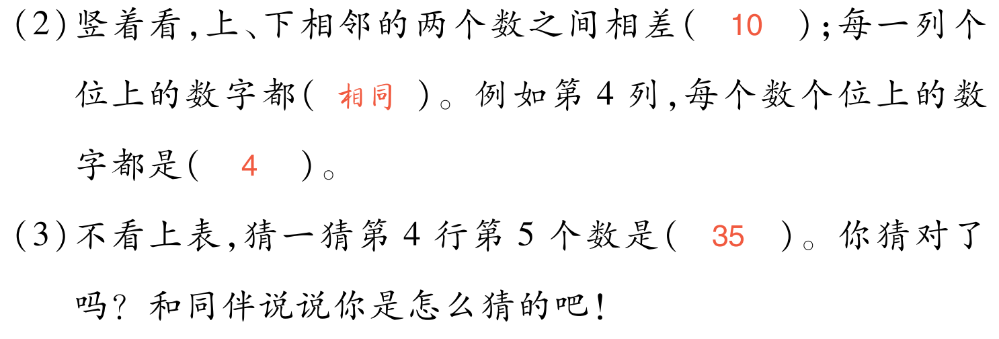 (2)竖着看,上、下相邻的两个数之间相差( 10 );每一列个
位上的数字都( 相同 )。例如第 4 列,每个数个位上的数
字都是( 4 )。
(3)不看上表,猜一猜第 4 行第 5 个数是( 35 )。你猜对了
吗? 和同伴说说你是怎么猜的吧!